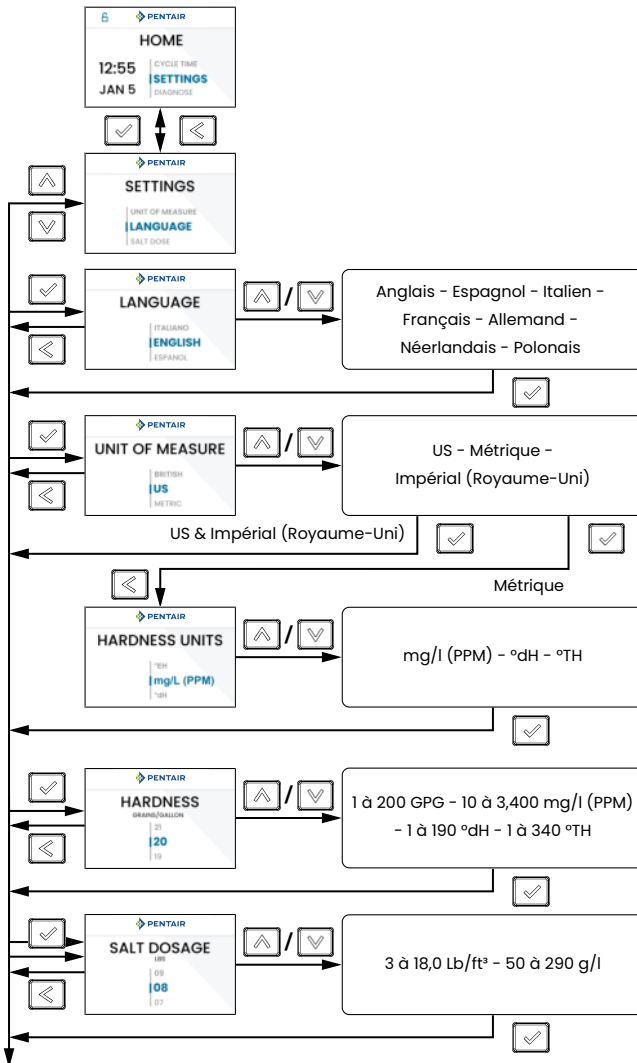 PENTAIR
HOME
12:55
JAN 5
CYCLE TIME
SETTINGS
DIAGNOSE
PENTAIR
SETTINGS
UNIT OF MEASURE
LANGUAGE
SALT DOSE
PENTAIR
LANGUAGE
ITALIANO
ENGLISH
ESPANOL
/
Anglais - Espagnol - Italien -
Français - Allemand -
Néerlandais - Polonais
PENTAIR
UNIT OF MEASURE
BRITISH
US
METRIC
/
US - Métrique -
Impérial (Royaume-Uni)
US & Impérial (Royaume-Uni)
Métrique
PENTAIR
HARDNESS UNITS
°EH
mg/L (PPM)
°dH
/
mg/l (PPM) - °dH - °TH
PENTAIR
HARDNESS
GRAINS/GALLON
21
20
19
/
1 à 200 GPG - 10 à 3,400 mg/l (PPM)
- 1 à 190 °dH - 1 à 340 °TH
PENTAIR
SALT DOSAGE
LBS
09
08
07
/
3 à 18,0 Lb/ft³ - 50 à 290 g/l